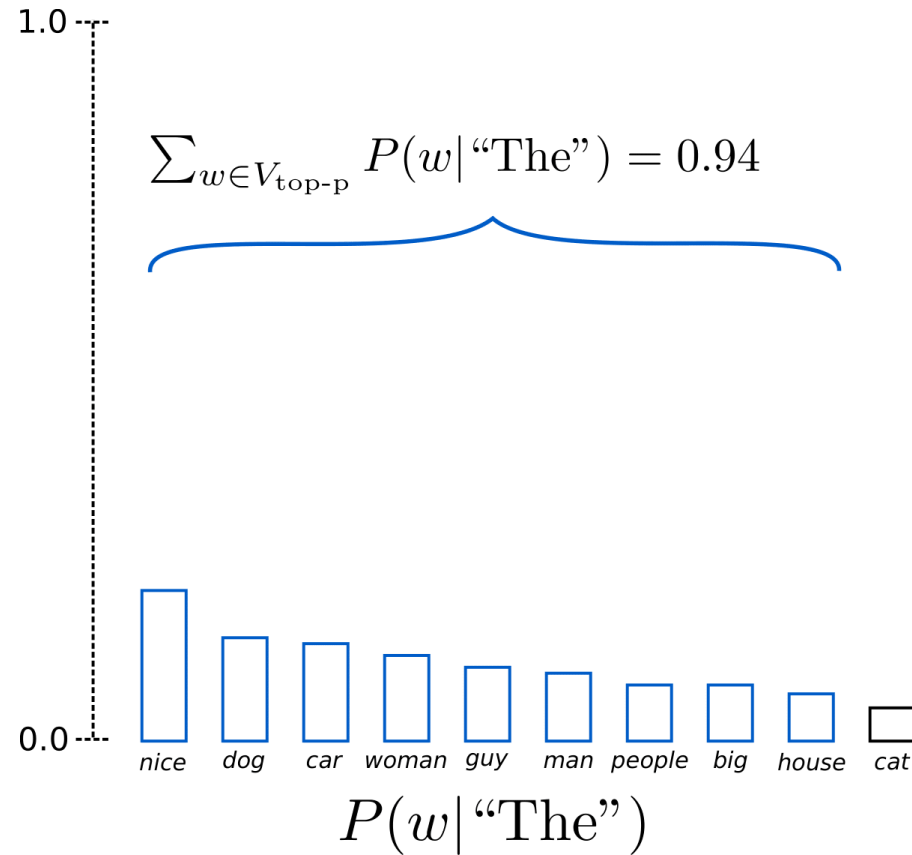 1.0
∑w∈Vtop-p P(w|“The”) = 0.94
0.0
nice dog car woman guy man people big house cat
P(w|“The”)